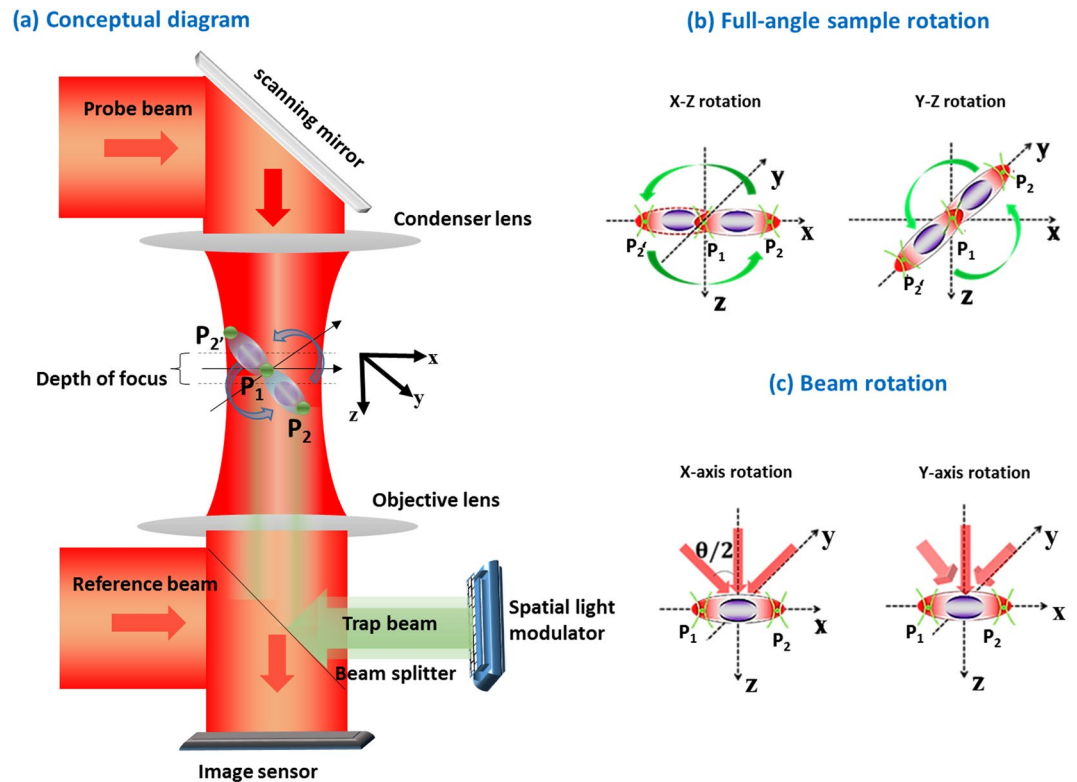 (a) Conceptual diagram
scanning mirror
Probe beam
Condenser lens
P2'
Depth of focus
P1
x
y
z
P2
Objective lens
Reference beam
Trap beam
Spatial light
modulator
Beam splitter
Image sensor
(b) Full-angle sample rotation
X-Z rotation
Y-Z rotation
y
x
P2'
P1
P2
z
y
P2
x
P1
P2'
z
(c) Beam rotation
X-axis rotation
Y-axis rotation
θ/2
y
x
P1
P2
z
y
x
P1
P2
z